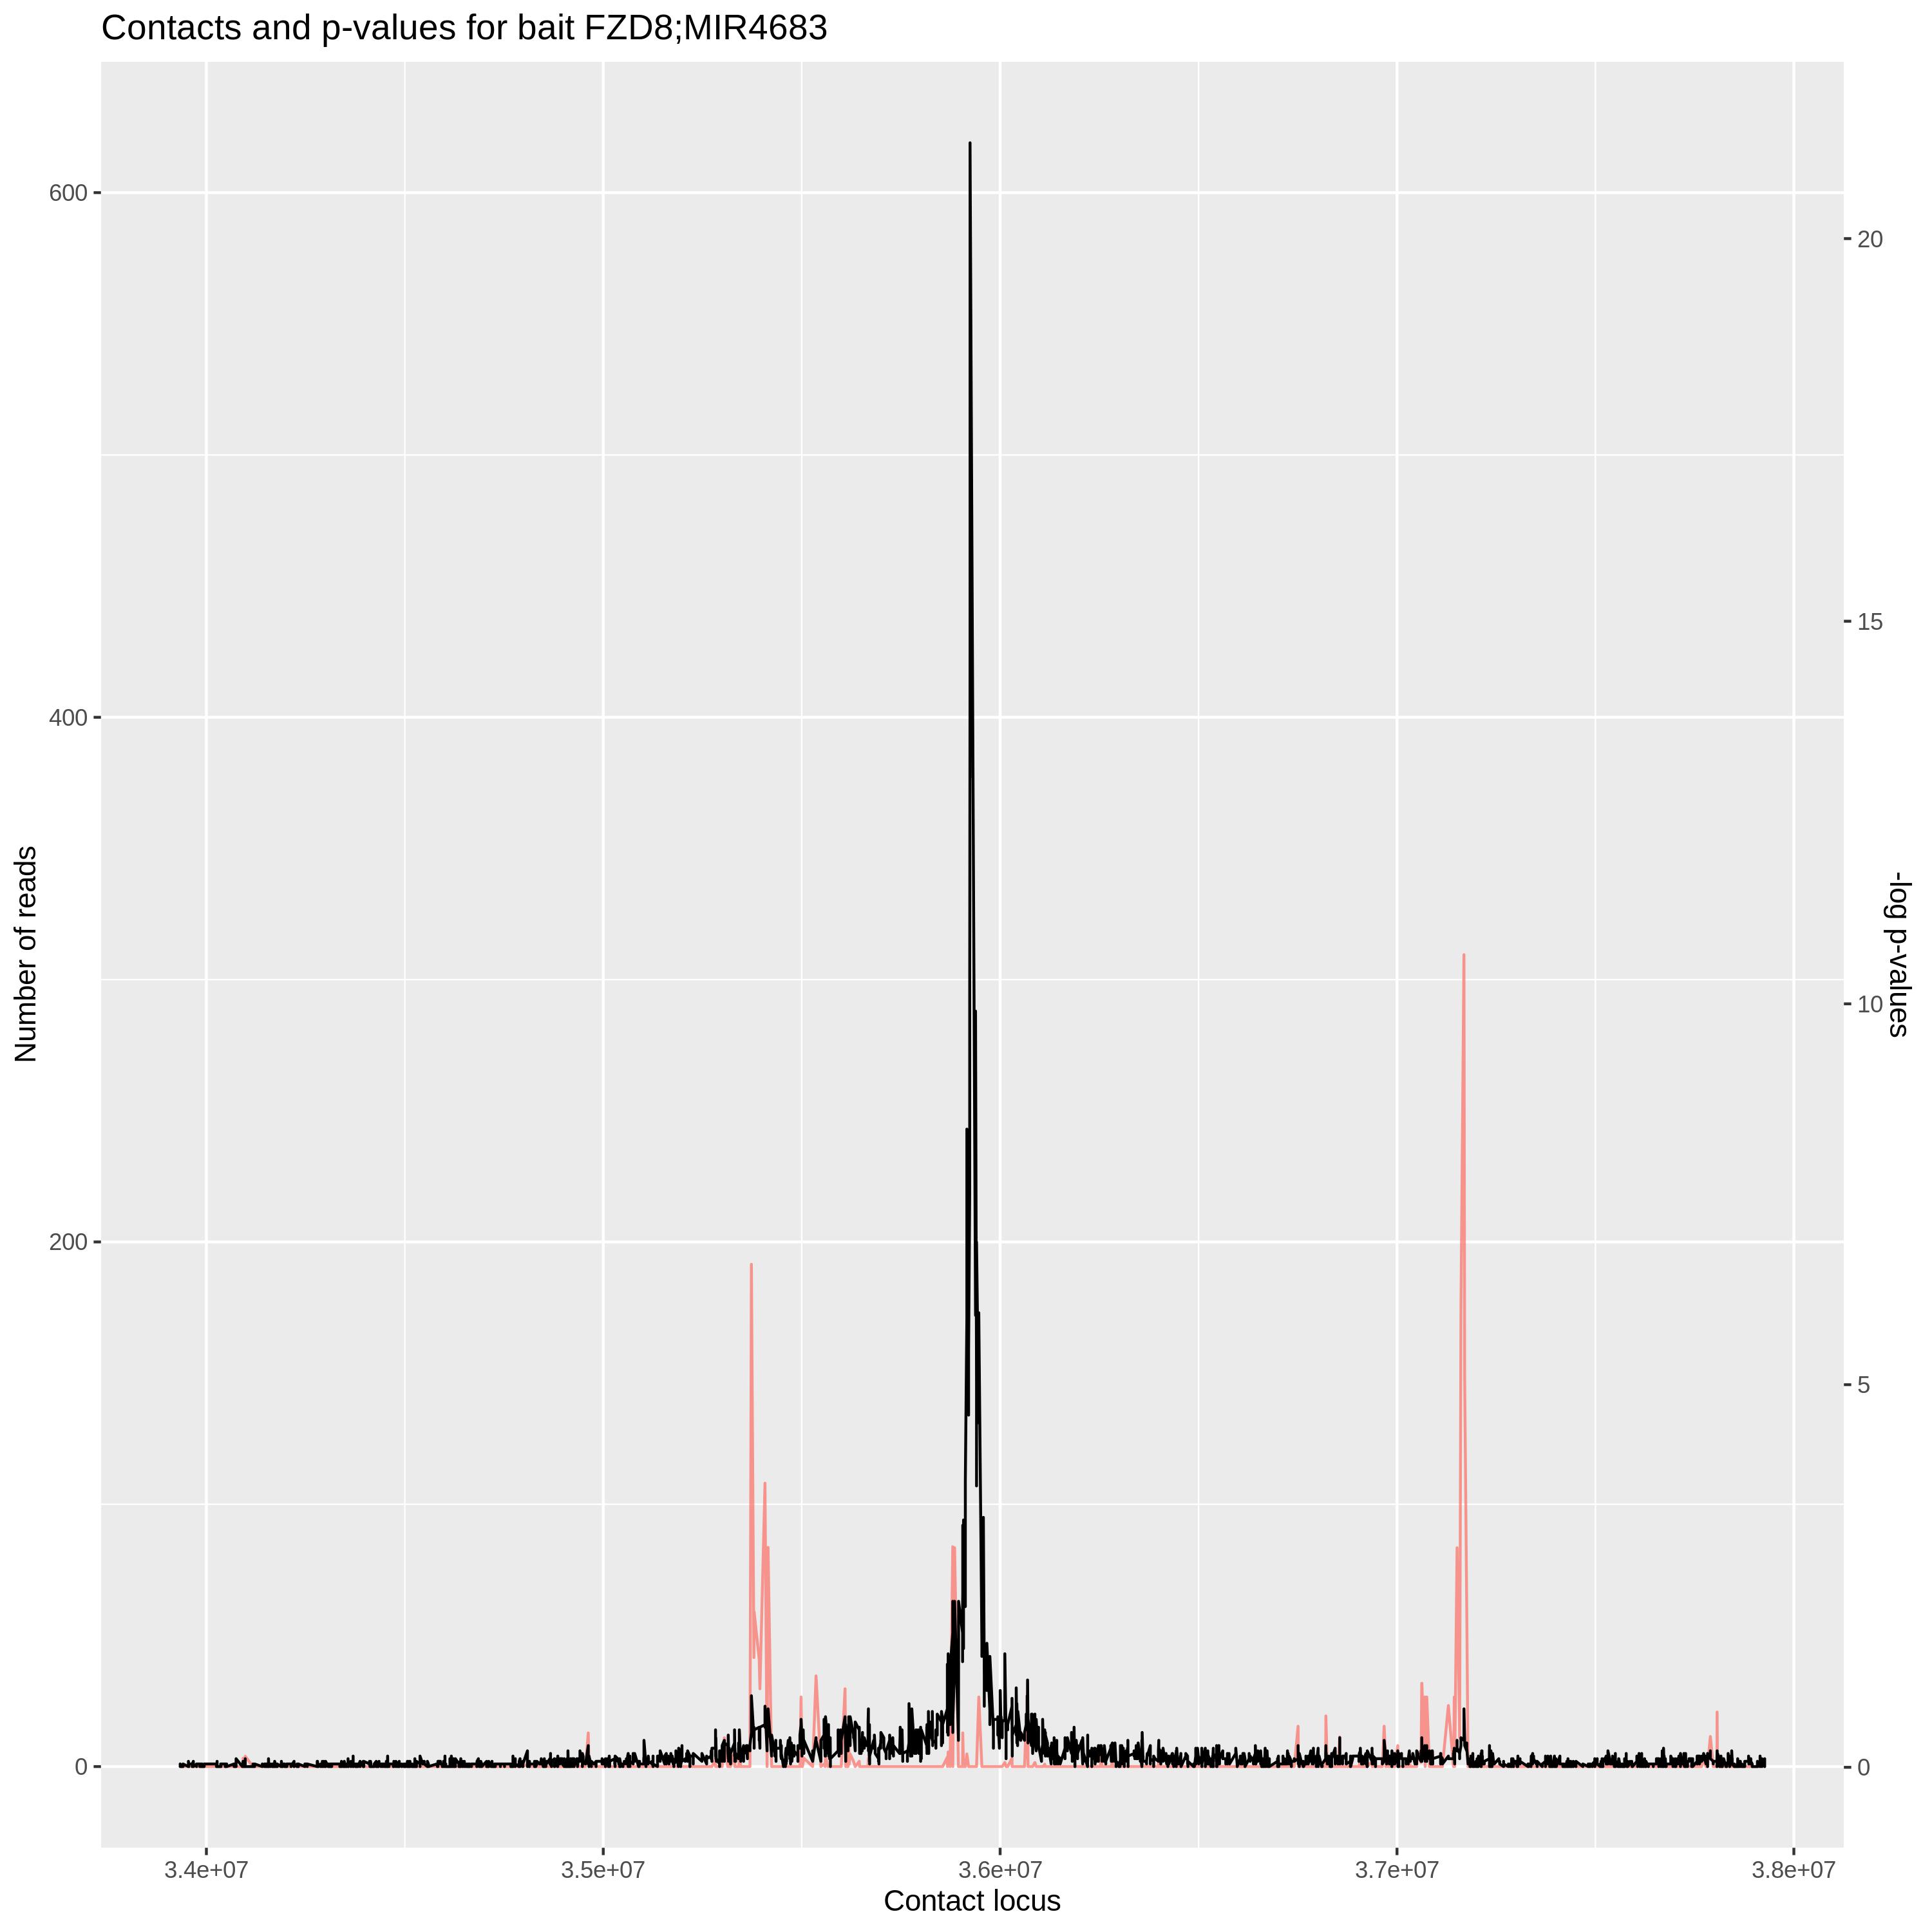 Contacts and p-values for bait FZD8;MIR4683
Number of reads
600
400
200
0
20
15
10
5
0
-log p-values
3.4e+07
3.5e+07
3.6e+07
3.7e+07
3.8e+07
Contact locus